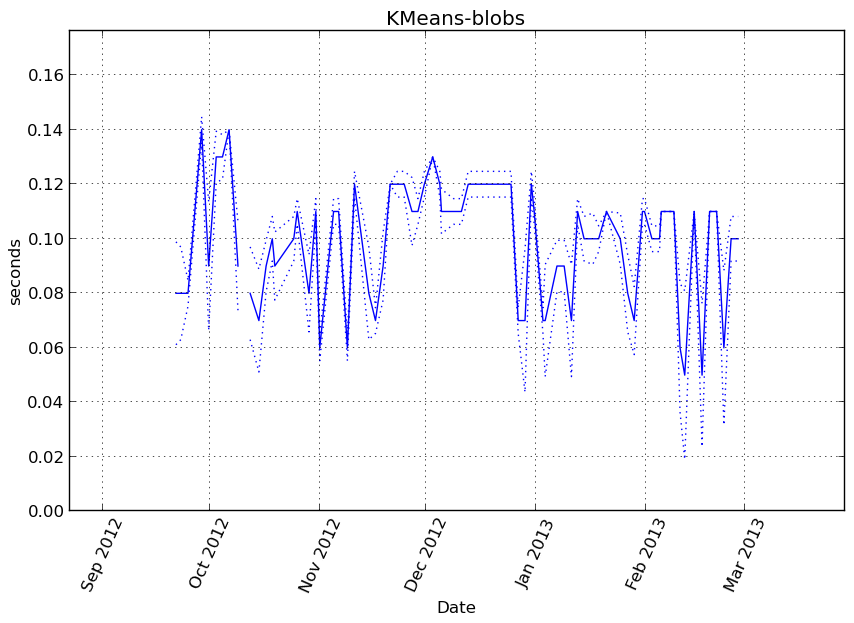 KMeans-blobs
0.16
0.14
0.12
0.10
0.08
0.06
0.04
0.02
0.00
seconds
Sep 2012
Oct 2012
Nov 2012
Dec 2012
Jan 2013
Feb 2013
Mar 2013
Date